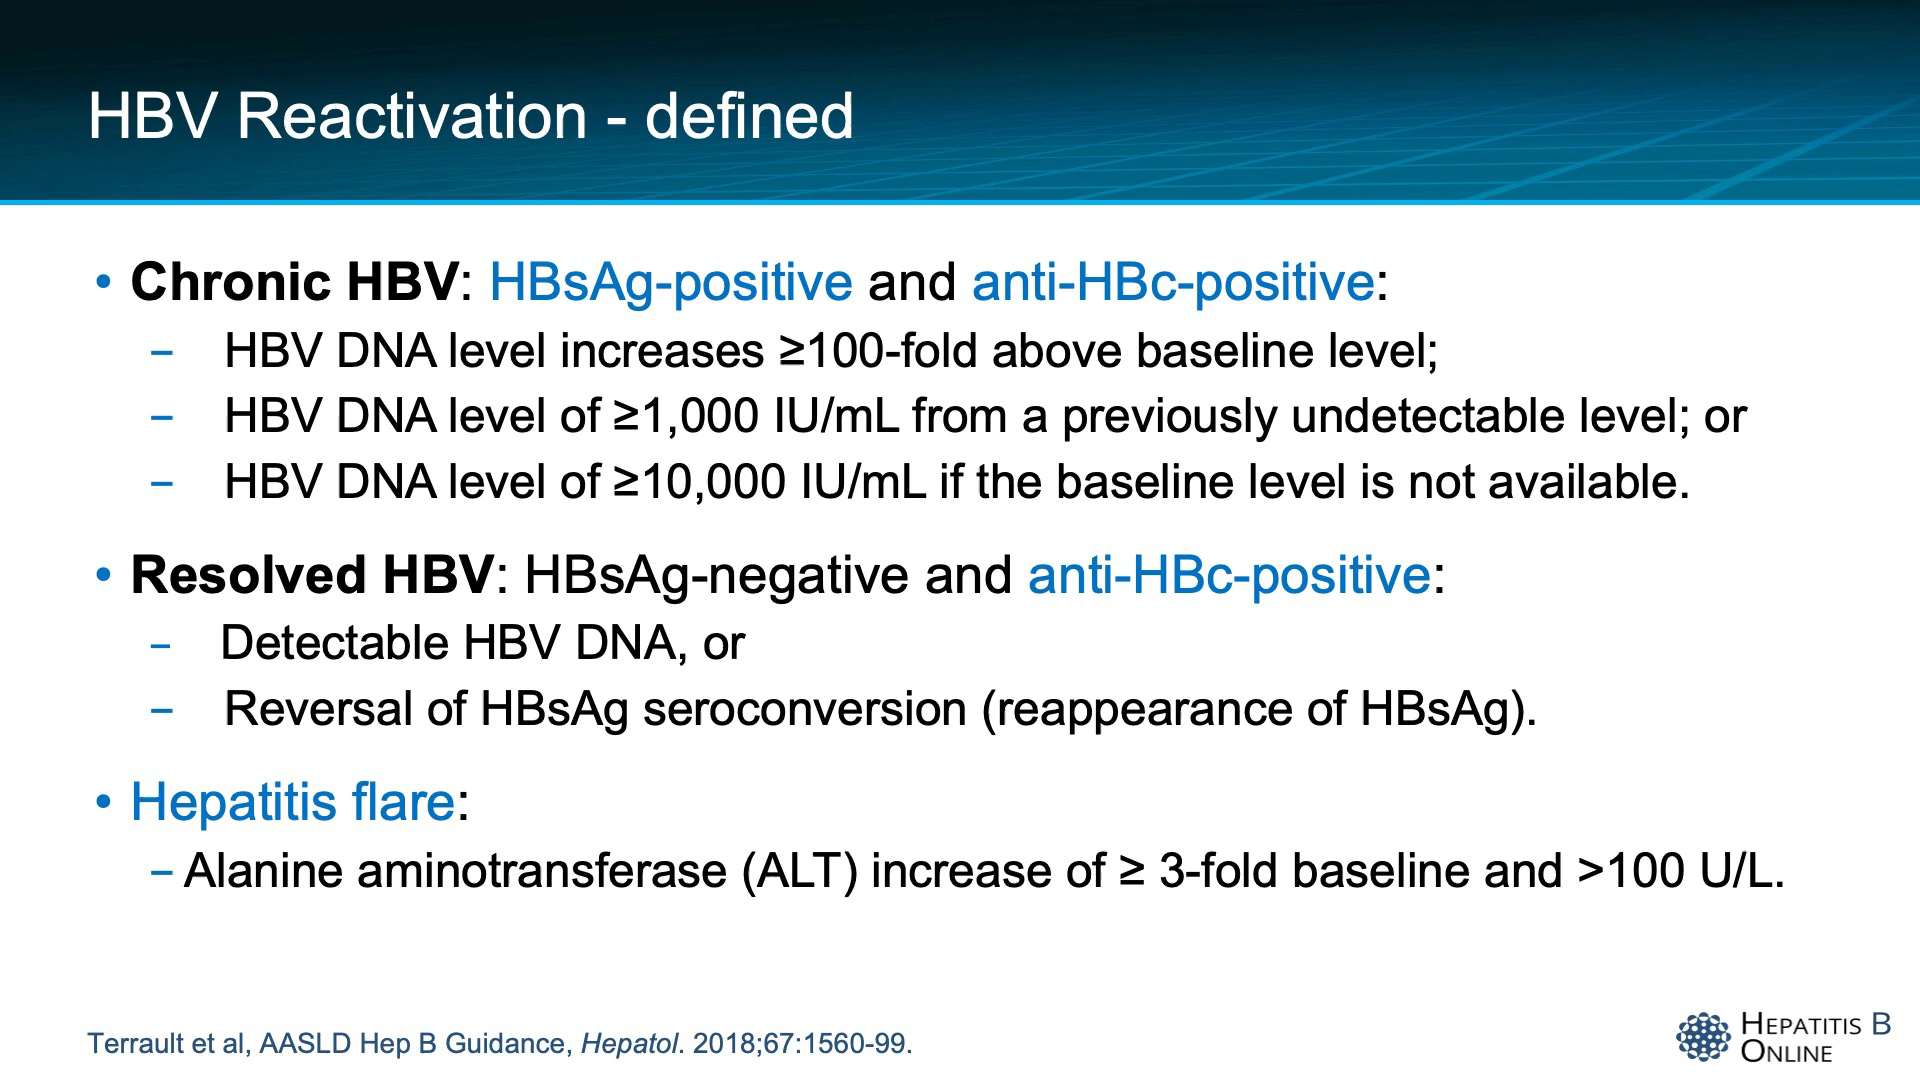 HBV Reactivation - defined
• Chronic HBV: HBsAg-positive and anti-HBc-positive:
– HBV DNA level increases ≥100-fold above baseline level;
– HBV DNA level of ≥1,000 IU/mL from a previously undetectable level; or
– HBV DNA level of ≥10,000 IU/mL if the baseline level is not available.
• Resolved HBV: HBsAg-negative and anti-HBc-positive:
– Detectable HBV DNA, or
– Reversal of HBsAg seroconversion (reappearance of HBsAg).
• Hepatitis flare:
– Alanine aminotransferase (ALT) increase of ≥ 3-fold baseline and >100 U/L.
Terrault et al, AASLD Hep B Guidance, Hepatol. 2018;67:1560-99.
HEPATITIS B
ONLINE